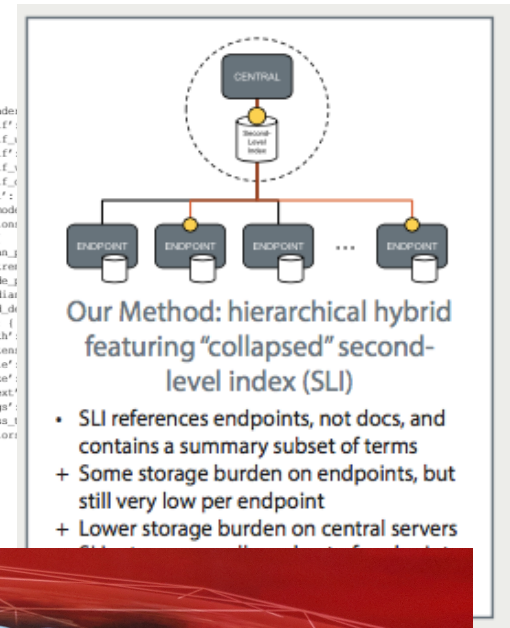 CENTRAL
Second-
Level
Index
ENDPOINT ENDPOINT ENDPOINT ... ENDPOINT
Our Method: hierarchical hybrid
featuring “collapsed” second-
level index (SLI)
• SLI references endpoints, not docs, and
contains a summary subset of terms
+ Some storage burden on endpoints, but
still very low per endpoint
+ Lower storage burden on central servers